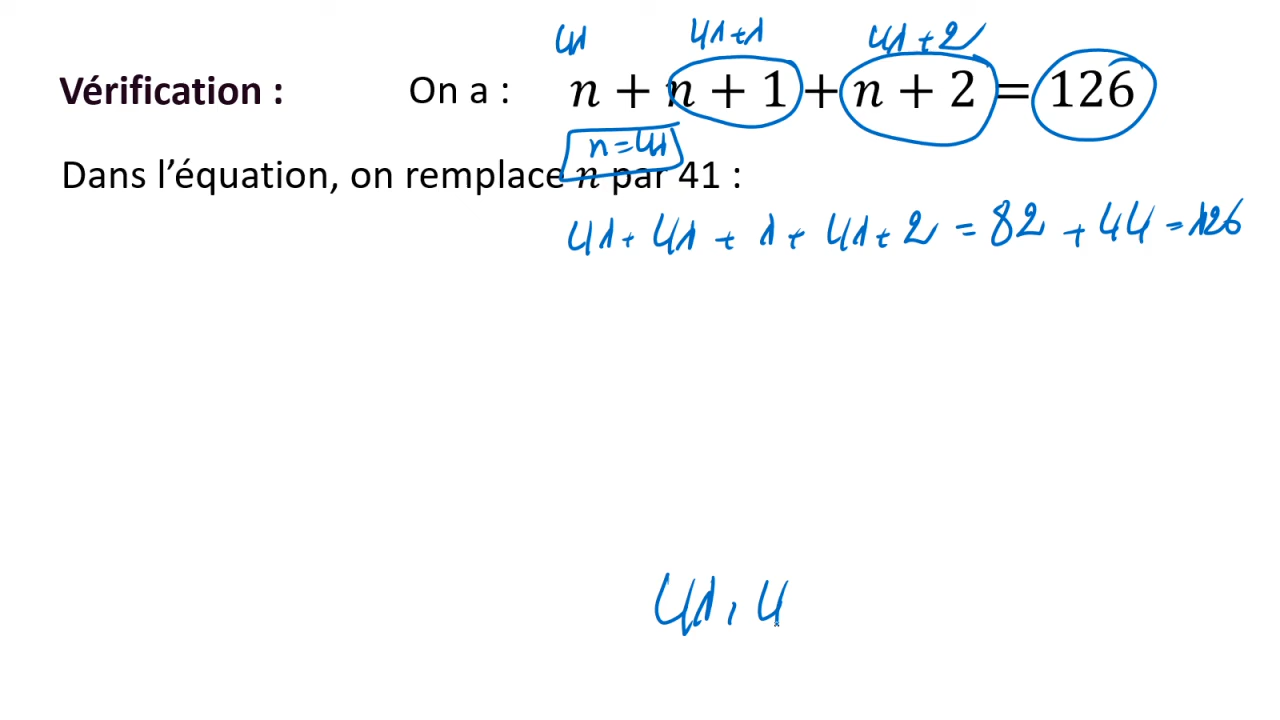 41 41+1 41+2
Vérification : On a : n + n + 1 + n + 2 = 126
n = 41
Dans l'équation, on remplace n par 41 :
41 + 41 + 1 + 41 + 2 = 82 + 44 = 126
41, 4